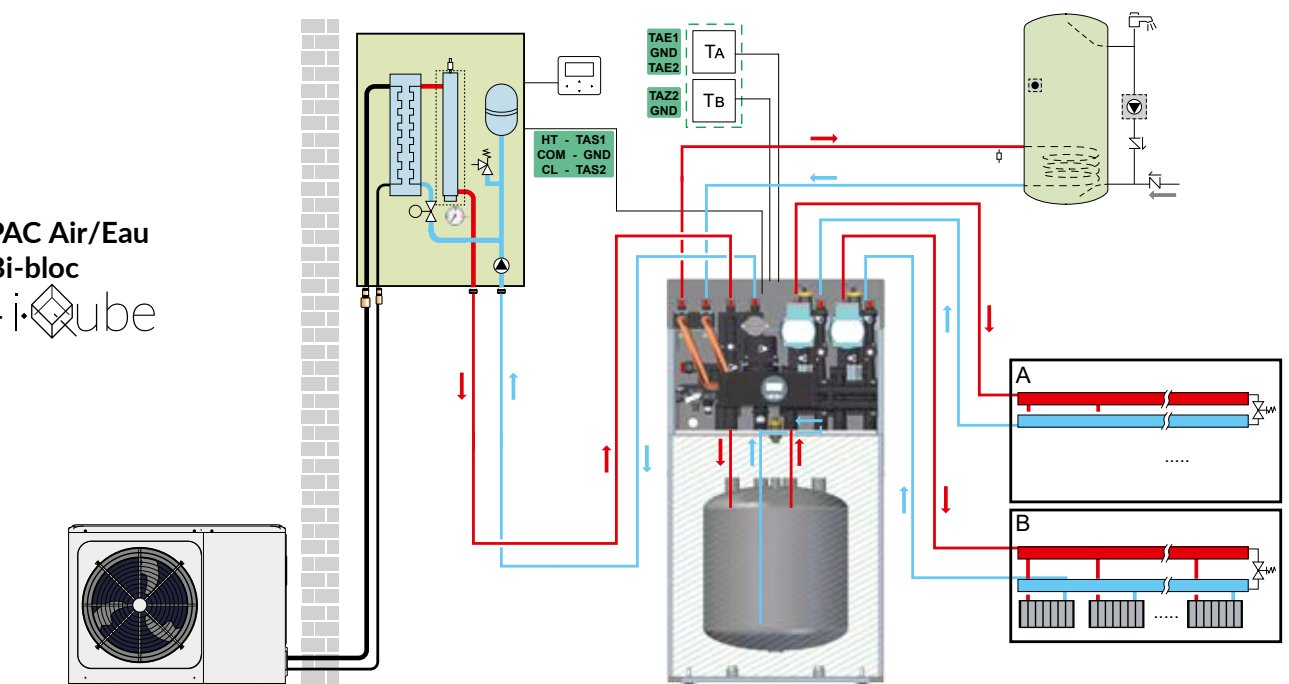 PAC Air/Eau
Bi-bloc
i·Qube
TAE1
GND
TAE2
TA
TAZ2
GND
TB
HT - TAS1
COM - GND
CL - TAS2
A
.....
B
.....